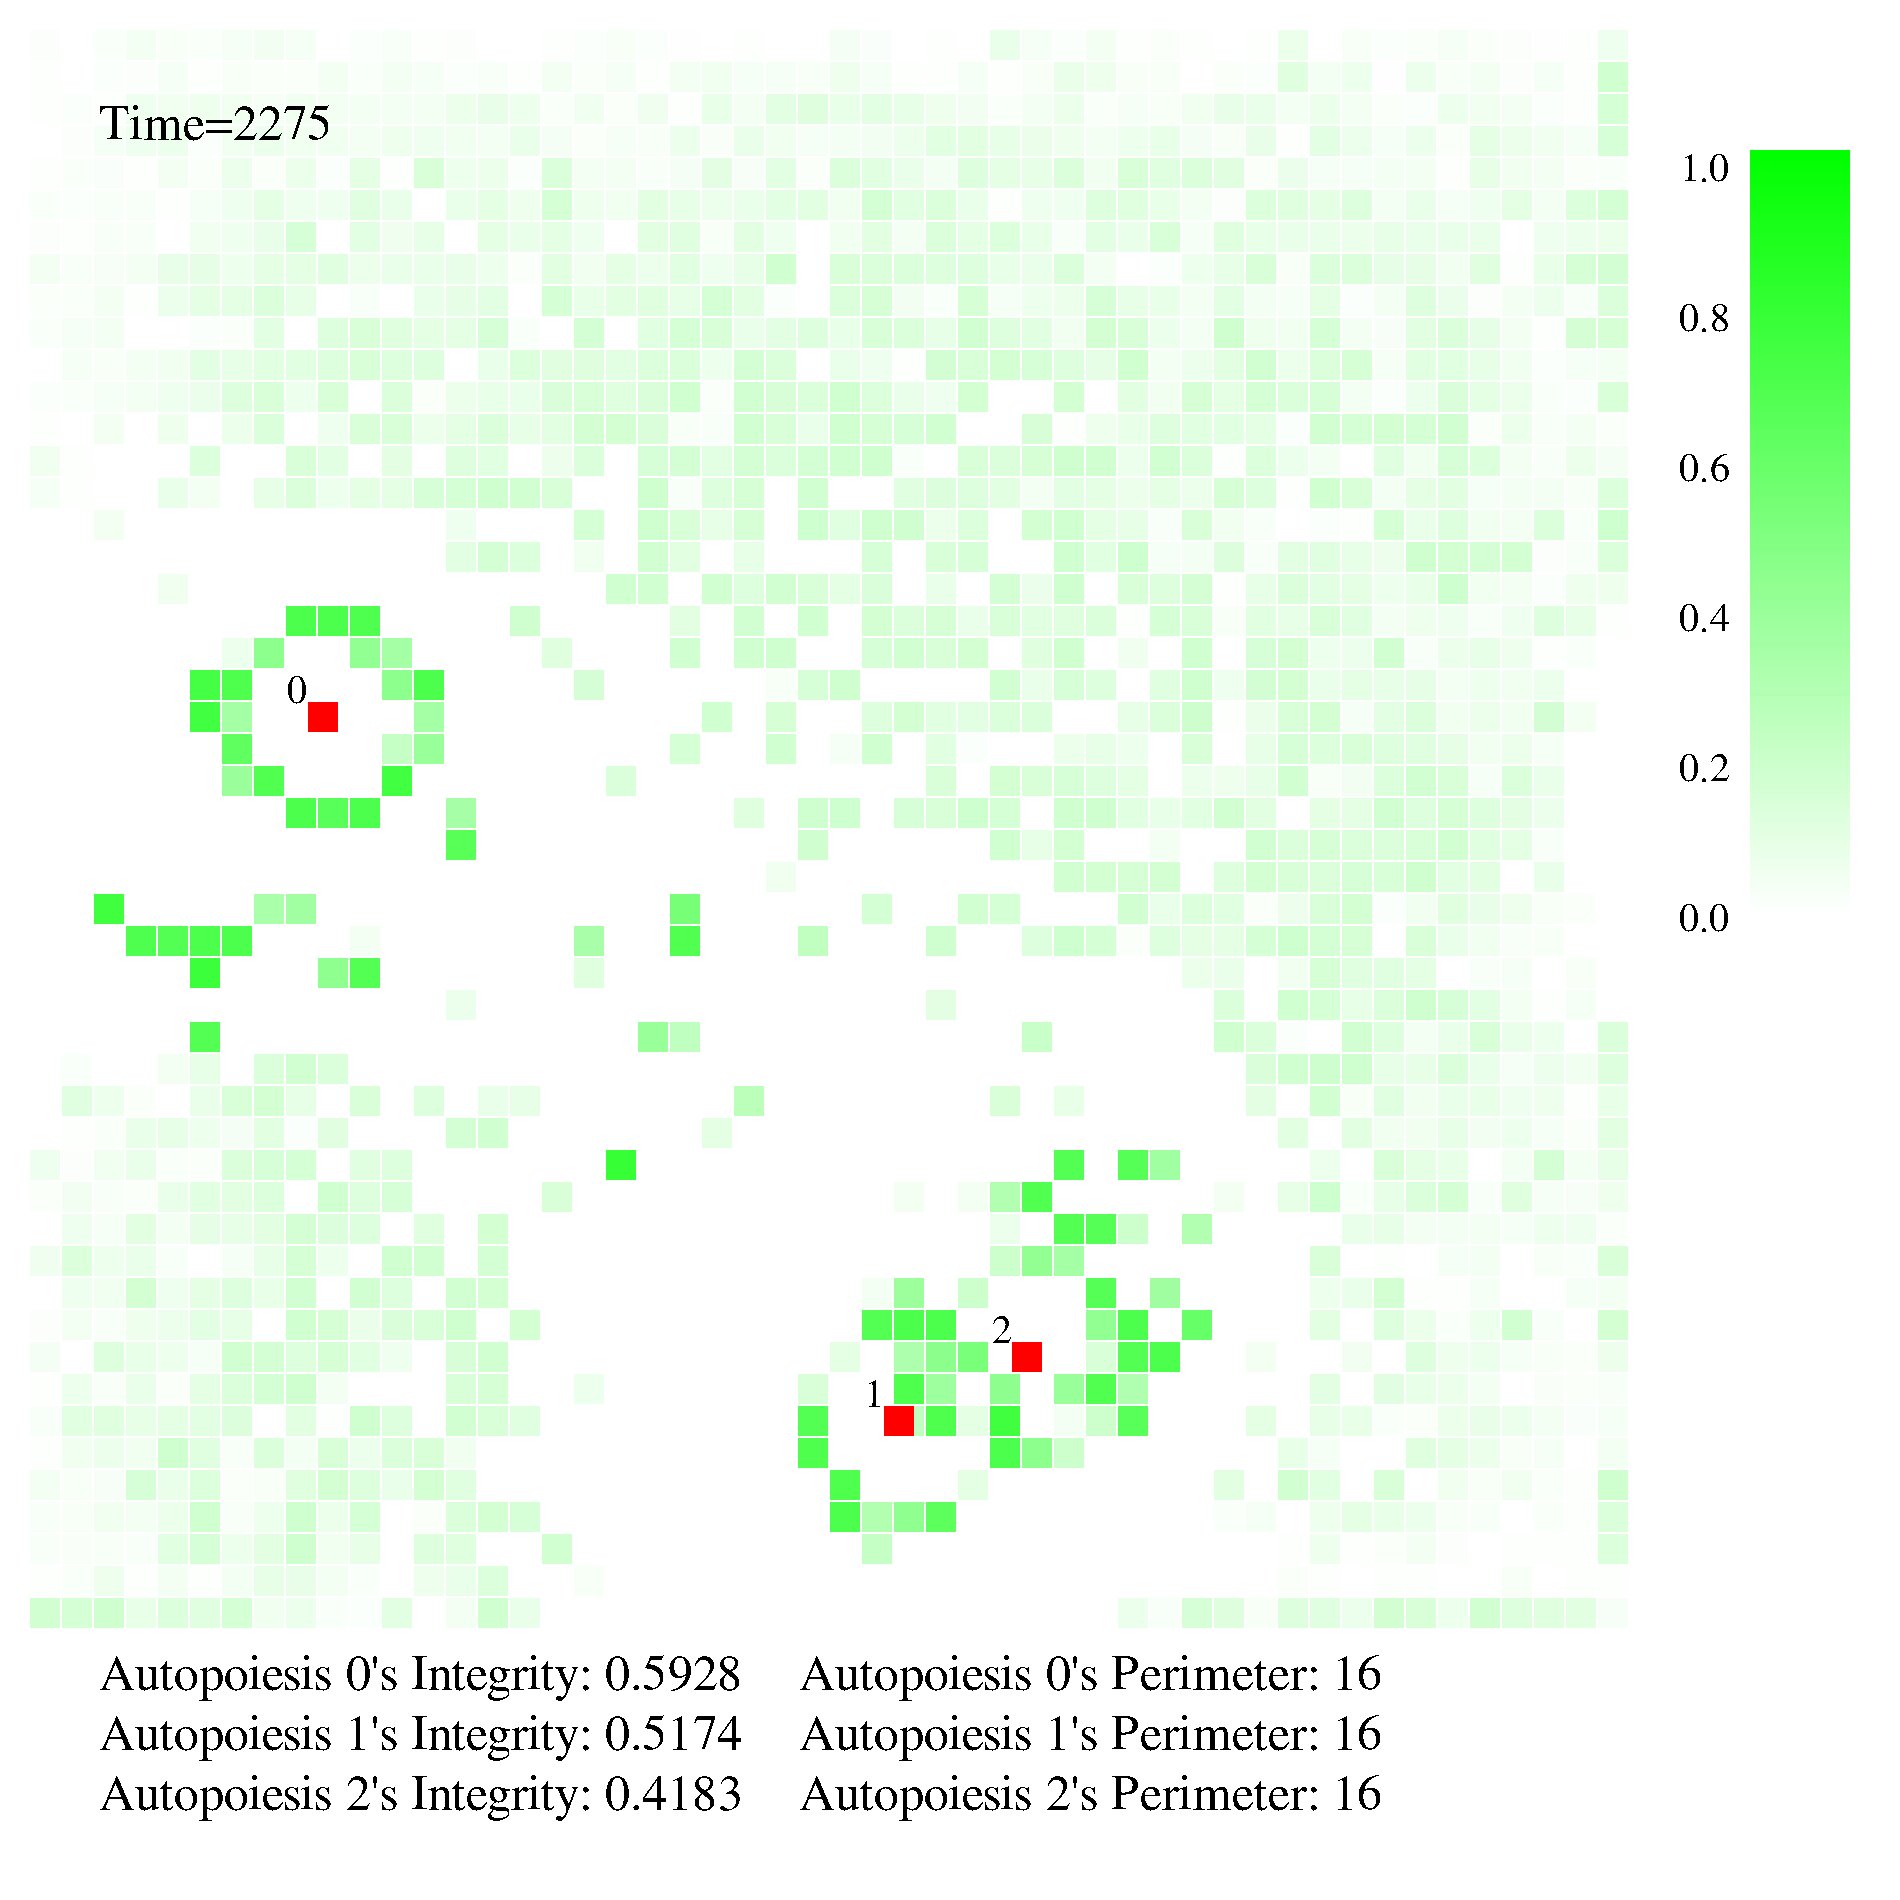 Time=2275
1.0
0.8
0.6
0.4
0.2
0.0
0
2
1
Autopoiesis 0's Integrity: 0.5928 Autopoiesis 0's Perimeter: 16
Autopoiesis 1's Integrity: 0.5174 Autopoiesis 1's Perimeter: 16
Autopoiesis 2's Integrity: 0.4183 Autopoiesis 2's Perimeter: 16